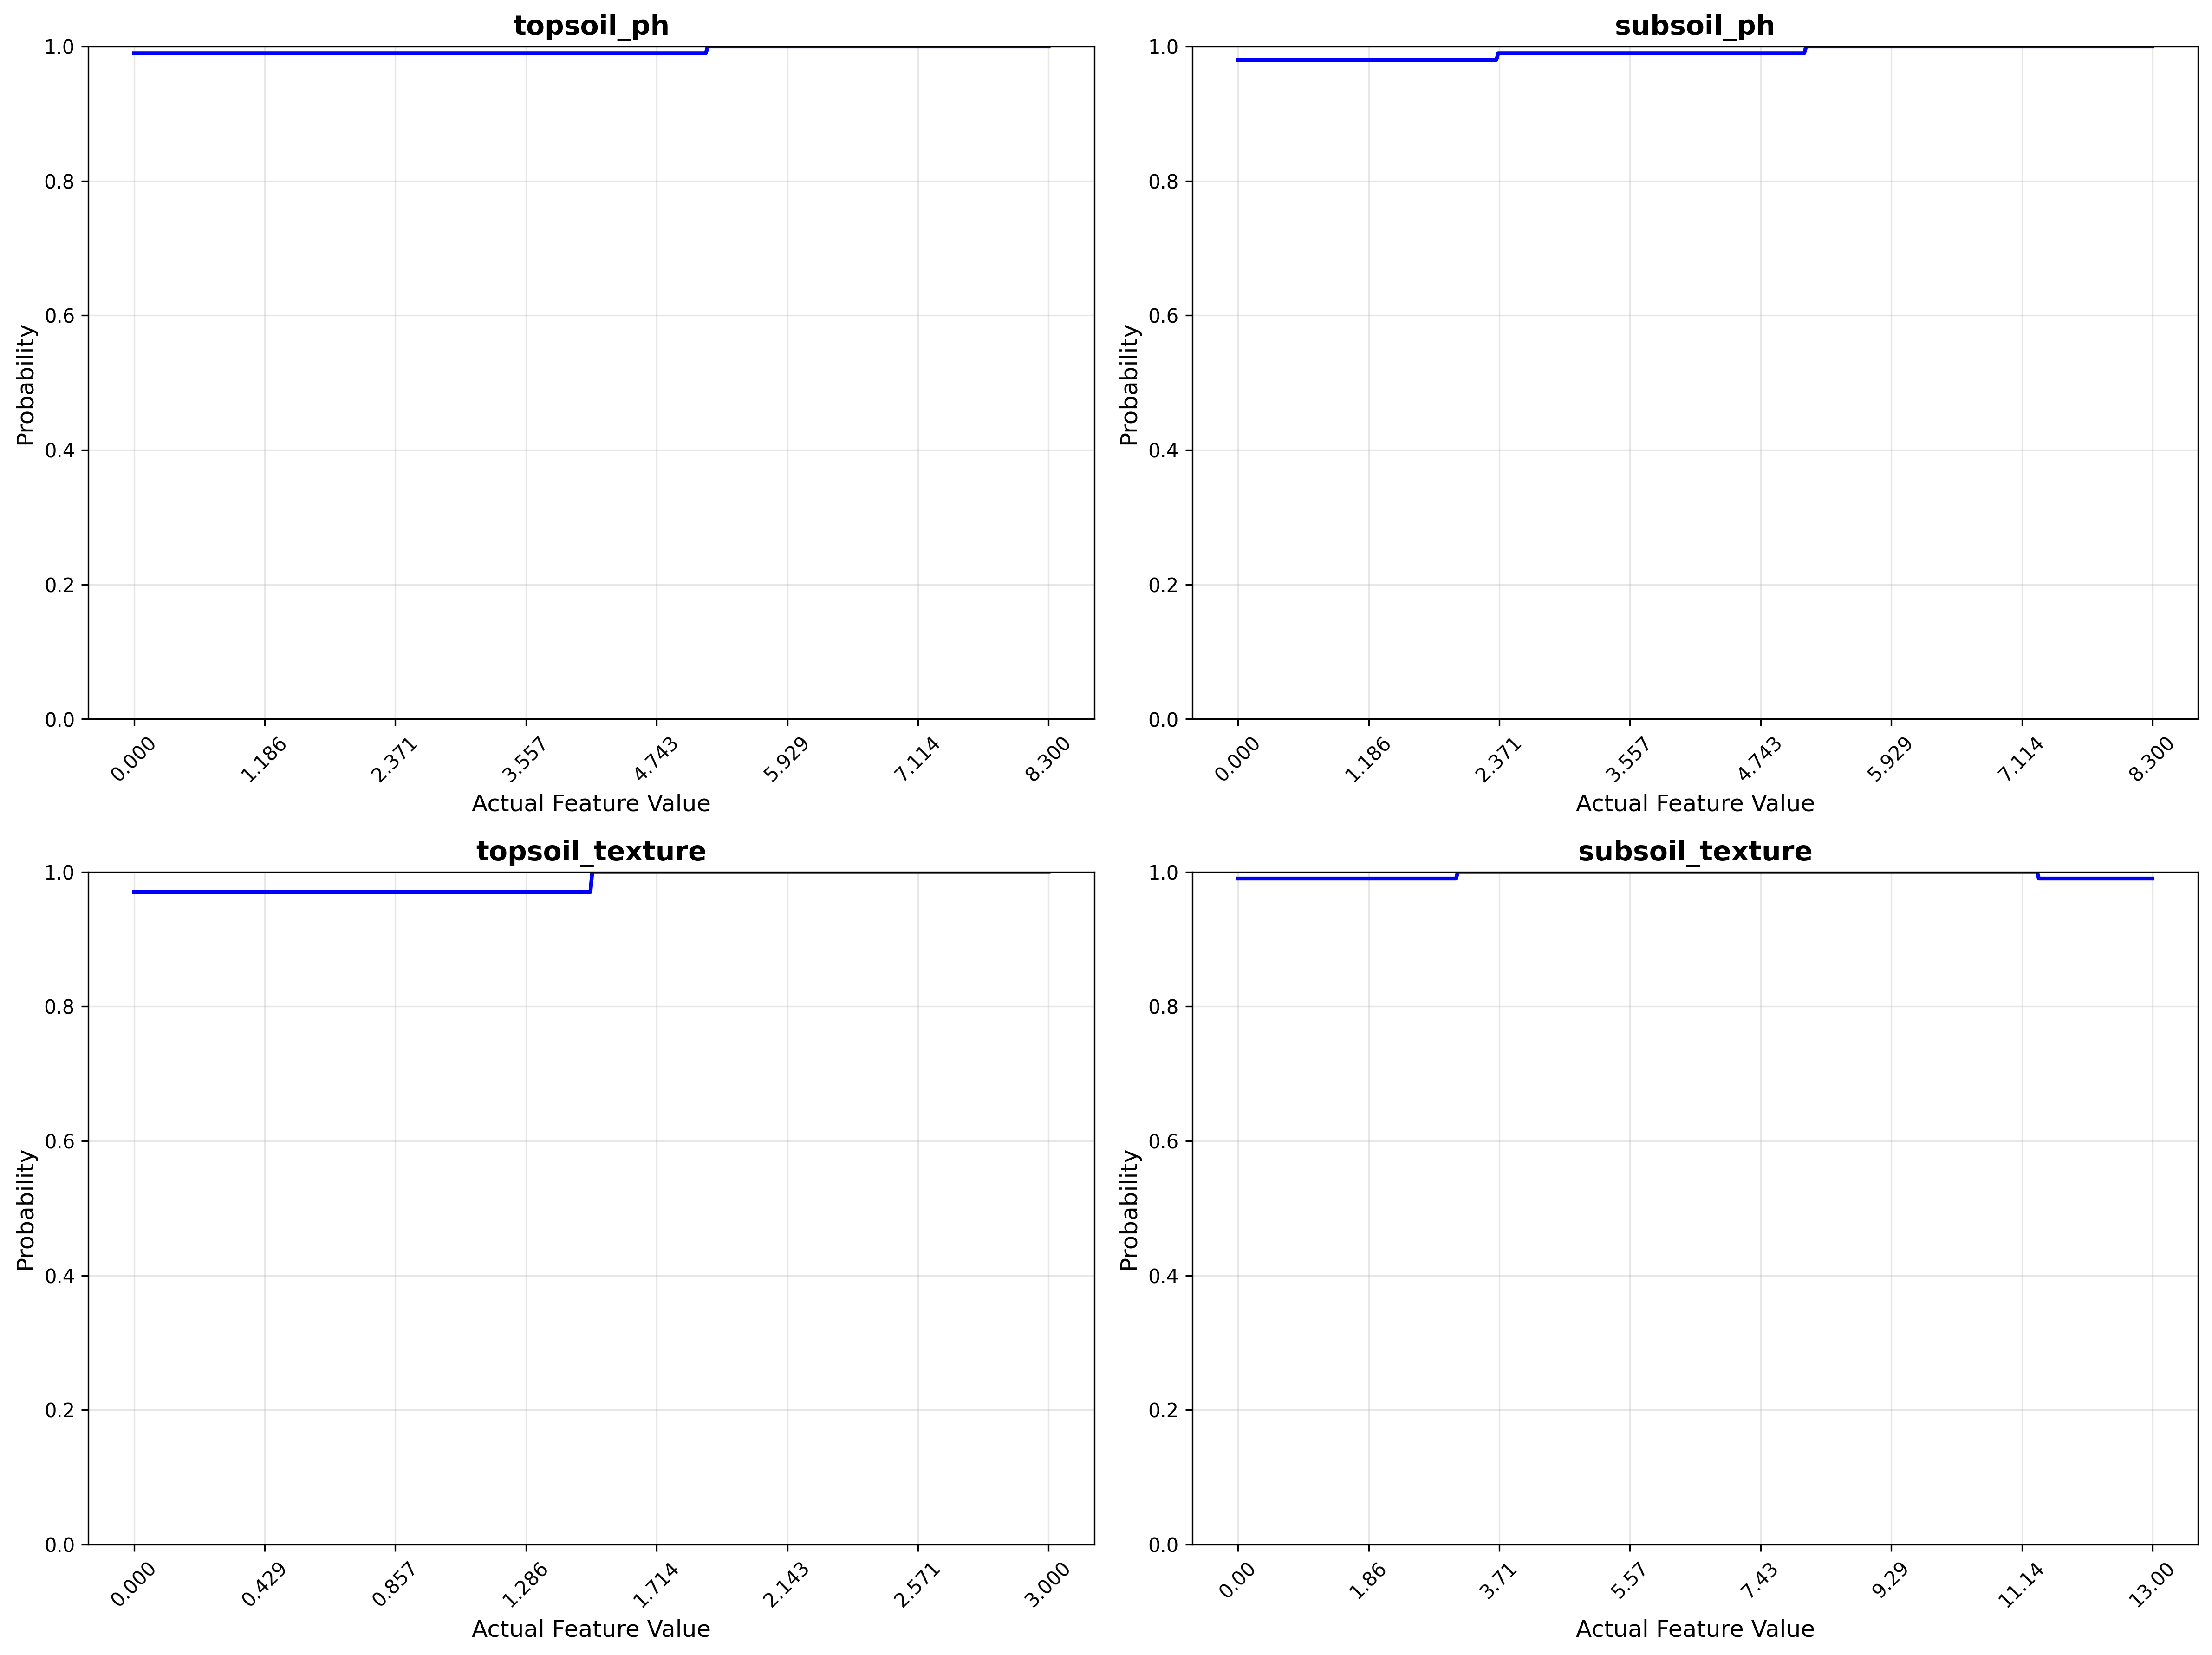 topsoil_ph
1.0
0.8
0.6
0.4
0.2
0.0
Probability
0.000 1.186 2.371 3.557 4.743 5.929 7.114 8.300
Actual Feature Value
subsoil_ph
1.0
0.8
0.6
0.4
0.2
0.0
Probability
0.000 1.186 2.371 3.557 4.743 5.929 7.114 8.300
Actual Feature Value
topsoil_texture
1.0
0.8
0.6
0.4
0.2
0.0
Probability
0.000 0.429 0.857 1.286 1.714 2.143 2.571 3.000
Actual Feature Value
subsoil_texture
1.0
0.8
0.6
0.4
0.2
0.0
Probability
0.00 1.86 3.71 5.57 7.43 9.29 11.14 13.00
Actual Feature Value